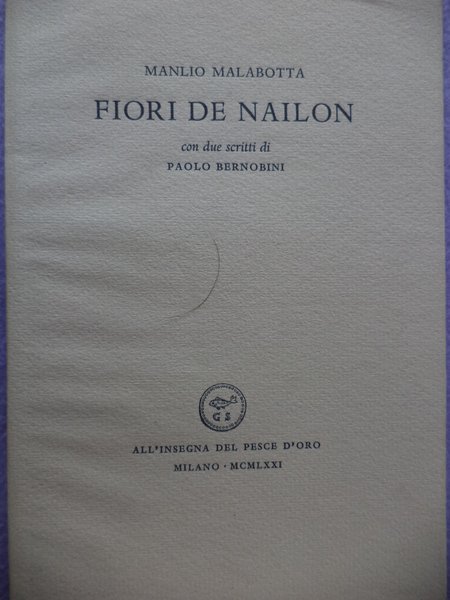 MANLIO MALABOTTA
FIORI DE NAILON
con due scritti di
PAOLO BERNOBINI
G S
ALL'INSEGNA DEL PESCE D'ORO
MILANO · MCMLXXI